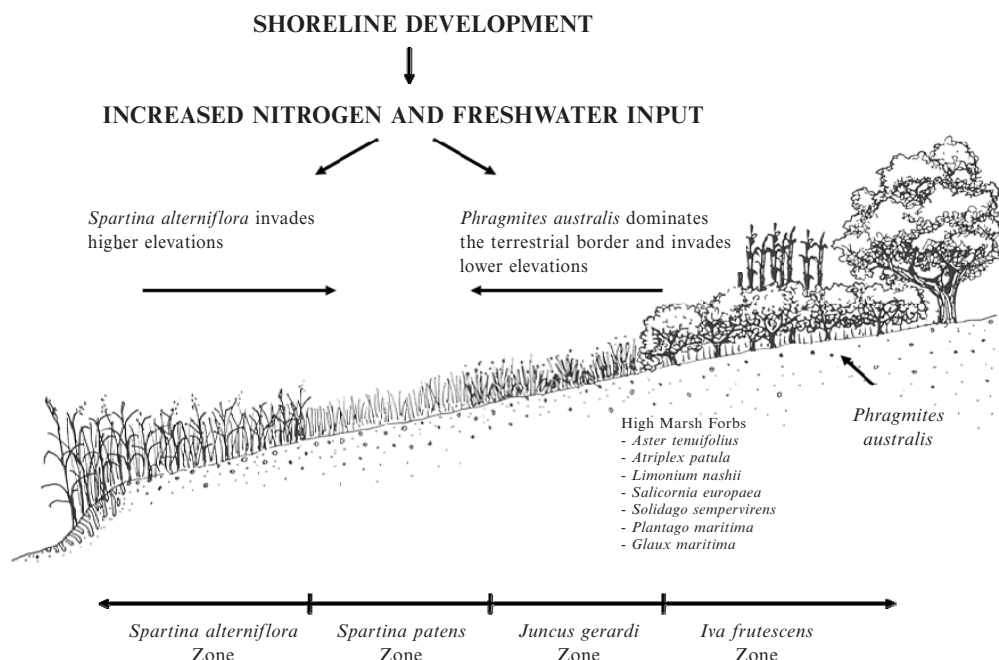 SHORELINE DEVELOPMENT
INCREASED NITROGEN AND FRESHWATER INPUT
Spartina alterniflora invades
higher elevations
Phragmites australis dominates
the terrestrial border and invades
lower elevations
Phragmites
australis
High Marsh Forbs
- Aster tenuifolius
- Atriplex patula
- Limonium nashii
- Salicornia europaea
- Solidago sempervirens
- Plantago maritima
- Glaux maritima
Spartina alterniflora
Zone
Spartina patens
Zone
Juncus gerardi
Zone
Iva frutescens
Zone